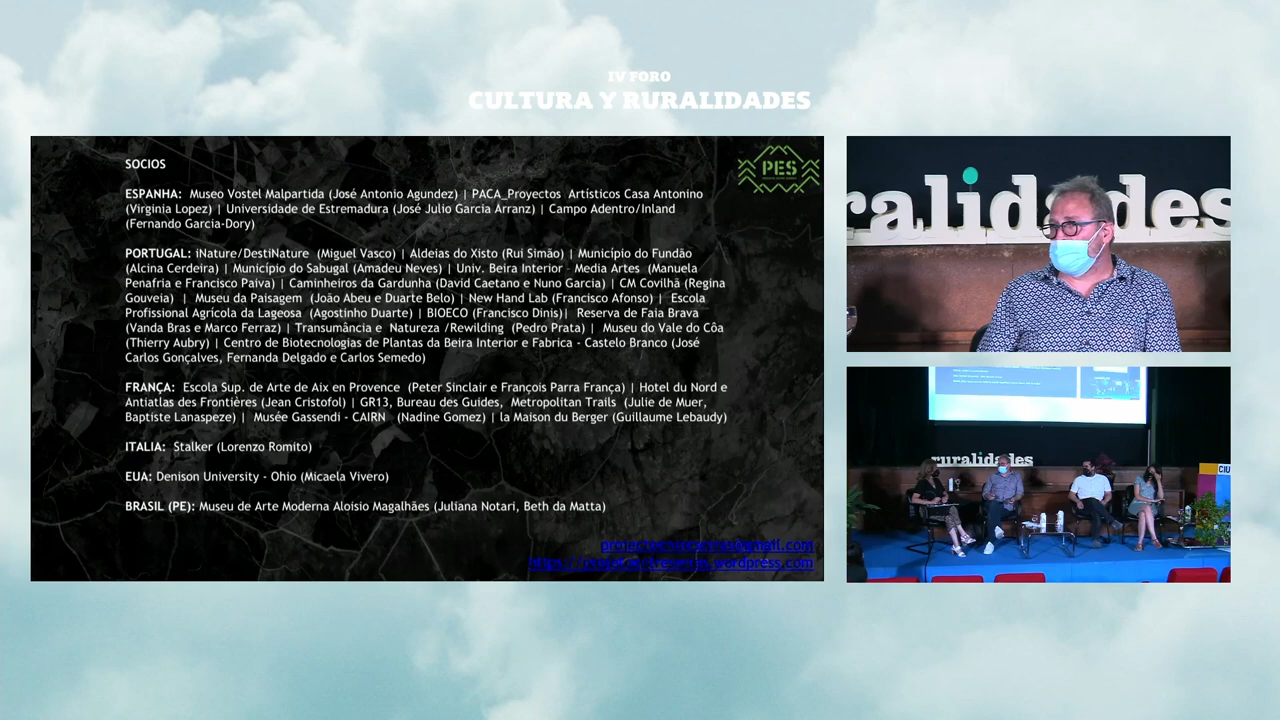 IV FORO
CULTURA Y RURALIDADES
SOCIOS
PES
ESPANHA: Museo Vostel Malpartida (José Antonio Agundez) | PACA_Proyectos Artísticos Casa Antonino
(Virginia Lopez) | Universidade de Estremadura (José Julio García Arranz) | Campo Adentro/Inland
(Fernando García-Dory)
PORTUGAL: iNature/DestiNature (Miguel Vasco) | Aldeias do Xisto (Rui Simão) | Município do Fundão
(Alcina Cerdeira) | Município do Sabugal (Amadeu Neves) | Univ. Beira Interior - Media Artes (Manuela
Penafria e Francisco Paiva) | Caminheiros da Gardunha (David Caetano e Nuno Garcia) | CM Covilhã (Regina
Gouveia) | Museu da Paisagem (João Abeu e Duarte Belo) | New Hand Lab (Francisco Afonso) | Escola
Profissional Agrícola da Lageosa (Agostinho Duarte) | BIOECO (Francisco Dinis)| Reserva de Faia Brava
(Vanda Bras e Marco Ferraz) | Transumância e Natureza /Rewilding (Pedro Prata) | Museu do Vale do Côa
(Thierry Aubry) | Centro de Biotecnologias de Plantas da Beira Interior e Fabrica - Castelo Branco (José
Carlos Gonçalves, Fernanda Delgado e Carlos Semedo)
FRANÇA: Escola Sup. de Arte de Aix en Provence (Peter Sinclair e François Parra França) | Hotel du Nord e
Antiatlas des Frontières (Jean Cristofol) | GR13, Bureau des Guides, Metropolitan Trails (Julie de Muer,
Baptiste Lanaspeze) | Musée Gassendi - CAIRN (Nadine Gomez) | la Maison du Berger (Guillaume Lebaudy)
ITALIA: Stalker (Lorenzo Romito)
EUA: Denison University - Ohio (Micaela Vivero)
BRASIL (PE): Museu de Arte Moderna Aloisio Magalhães (Juliana Notari, Beth da Matta)
projectoentreserras@gmail.com
ralidades
ruralidades
CIU